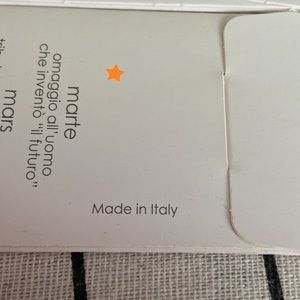 marte
omaggio all'uomo
che inventò "il futuro"
mars
Made in Italy